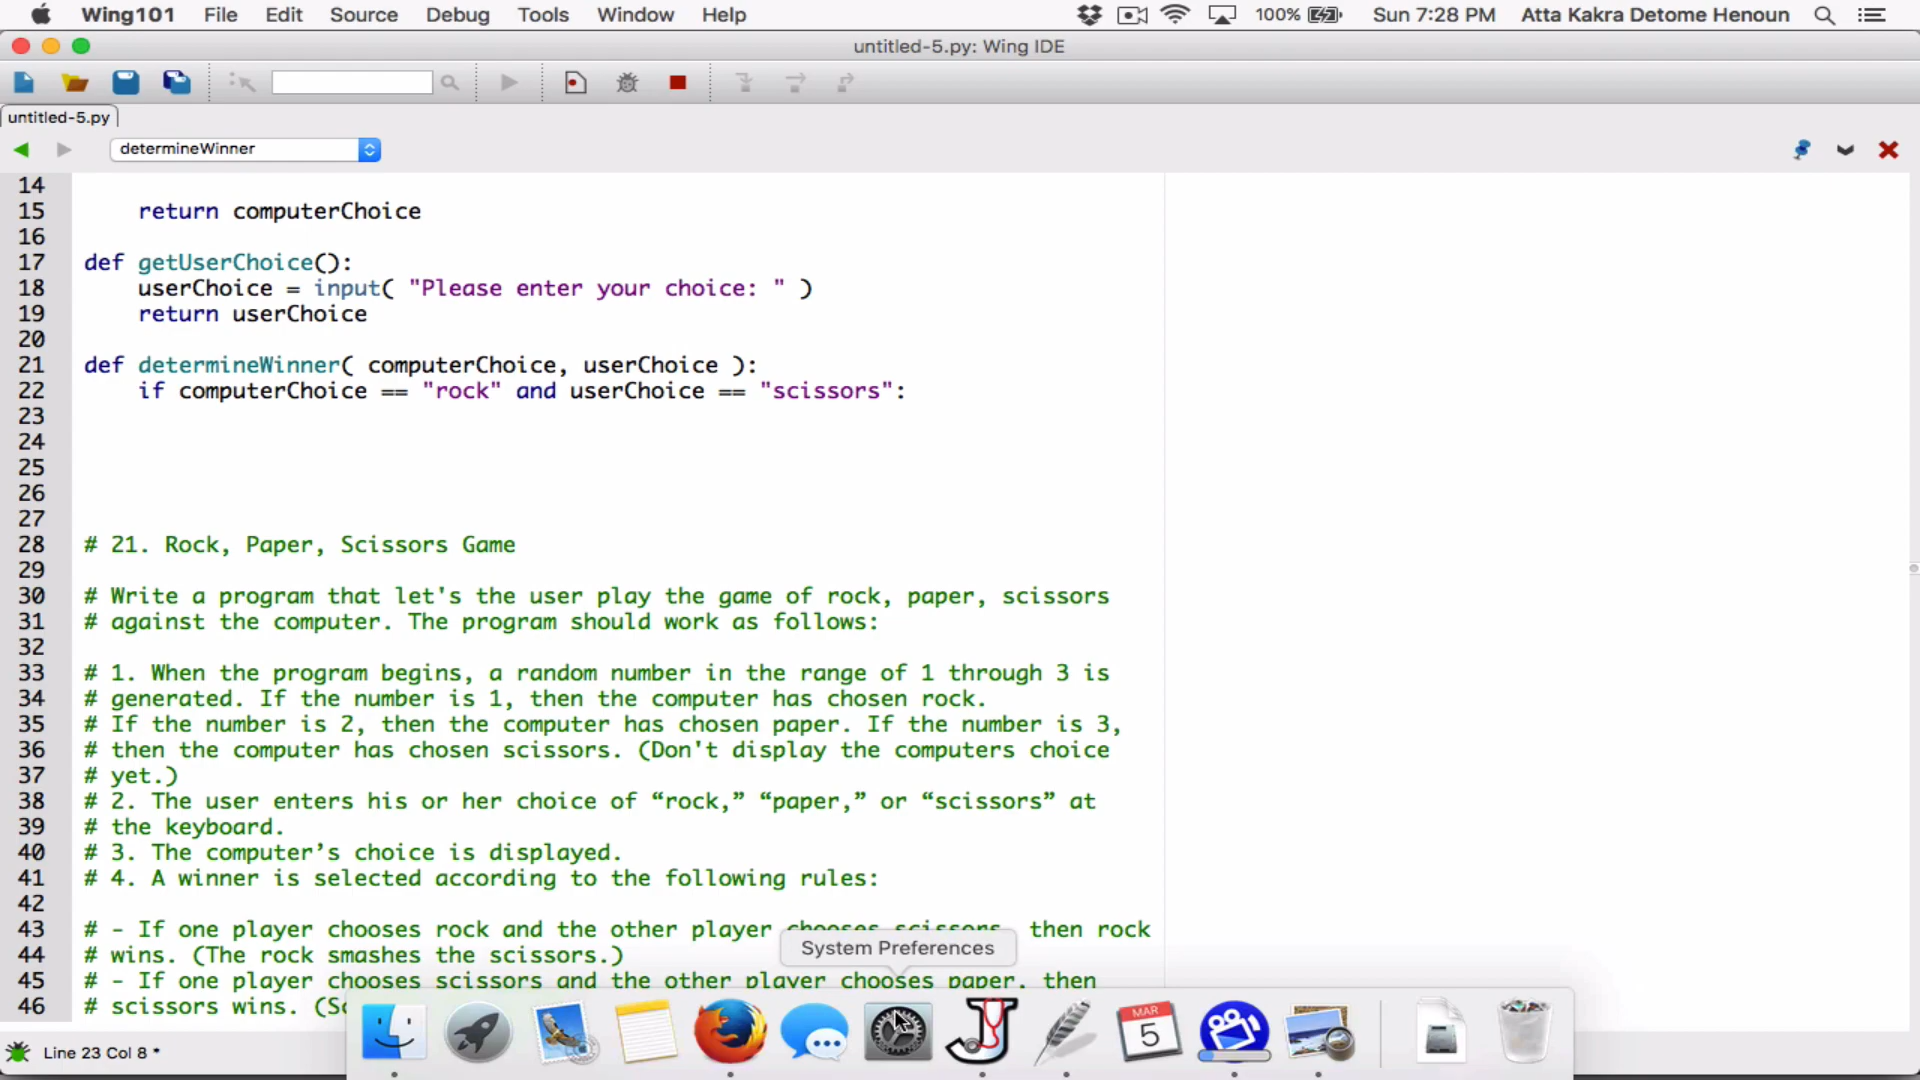 Wing101 File Edit Source Debug Tools Window Help 100% Sun 7:28 PM Atta Kakra Detome Henoun
untitled-5.py: Wing IDE
untitled-5.py
determineWinner
14
15 return computerChoice
16
17 def getUserChoice():
18 userChoice = input( "Please enter your choice: " )
19 return userChoice
20
21 def determineWinner( computerChoice, userChoice ):
22 if computerChoice == "rock" and userChoice == "scissors":
23
24
25
26
27
28 # 21. Rock, Paper, Scissors Game
29
30 # Write a program that let's the user play the game of rock, paper, scissors
31 # against the computer. The program should work as follows:
32
33 # 1. When the program begins, a random number in the range of 1 through 3 is
34 # generated. If the number is 1, then the computer has chosen rock.
35 # If the number is 2, then the computer has chosen paper. If the number is 3,
36 # then the computer has chosen scissors. (Don't display the computers choice
37 # yet.)
38 # 2. The user enters his or her choice of “rock,” “paper,” or “scissors” at
39 # the keyboard.
40 # 3. The computer’s choice is displayed.
41 # 4. A winner is selected according to the following rules:
42
43 # - If one player chooses rock and the other player chooses scissors, then rock
44 # wins. (The rock smashes the scissors.)
System Preferences
45 # - If one player chooses scissors and the other player chooses paper, then
46 # scissors wins.
MAR
5
Line 23 Col 8 *